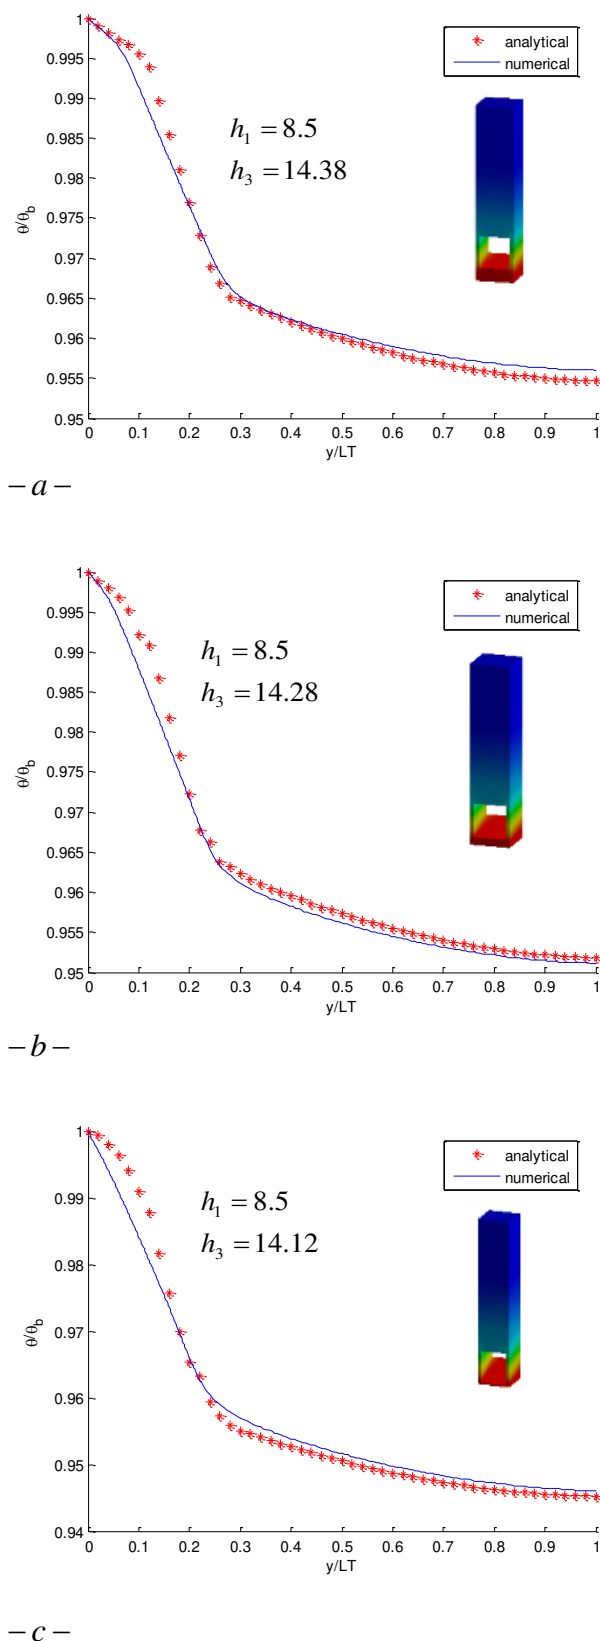 1
analytical
numerical
0.995
0.99
h₁ = 8.5
0.985
h₃ = 14.38
0.98
0.975
θ/θb
0.97
0.965
0.96
0.955
0.95
0 0.1 0.2 0.3 0.4 0.5 0.6 0.7 0.8 0.9 1
y/LT
− a −
1
analytical
numerical
0.995
0.99
h₁ = 8.5
0.985
h₃ = 14.28
0.98
0.975
θ/θb
0.97
0.965
0.96
0.955
0.95
0 0.1 0.2 0.3 0.4 0.5 0.6 0.7 0.8 0.9 1
y/LT
− b −
1
analytical
numerical
0.99
h₁ = 8.5
h₃ = 14.12
0.98
0.97
θ/θb
0.96
0.95
0.94
0 0.1 0.2 0.3 0.4 0.5 0.6 0.7 0.8 0.9 1
y/LT
− c −